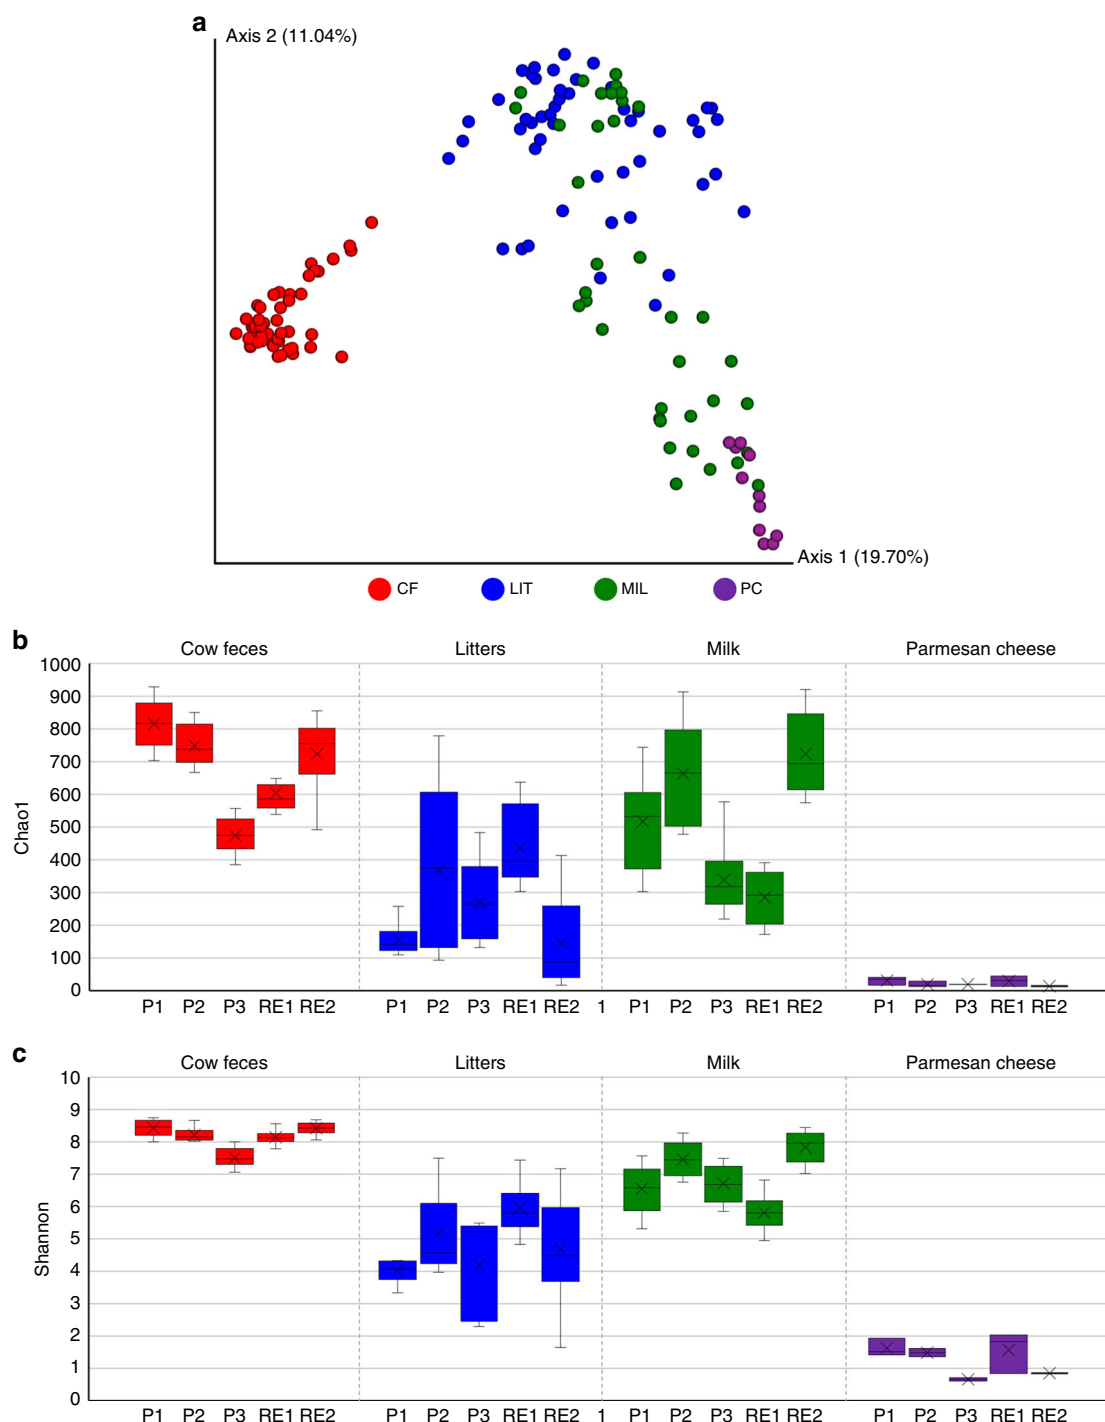 a
Axis 2 (11.04%)
Axis 1 (19.70%)
CF LIT MIL PC
b
Cow feces Litters Milk Parmesan cheese
Chao1
1000
900
800
700
600
500
400
300
200
100
0
P1 P2 P3 RE1 RE2 P1 P2 P3 RE1 RE2 1 P1 P2 P3 RE1 RE2 P1 P2 P3 RE1 RE2
c
Cow feces Litters Milk Parmesan cheese
Shannon
10
9
8
7
6
5
4
3
2
1
0
P1 P2 P3 RE1 RE2 P1 P2 P3 RE1 RE2 1 P1 P2 P3 RE1 RE2 P1 P2 P3 RE1 RE2